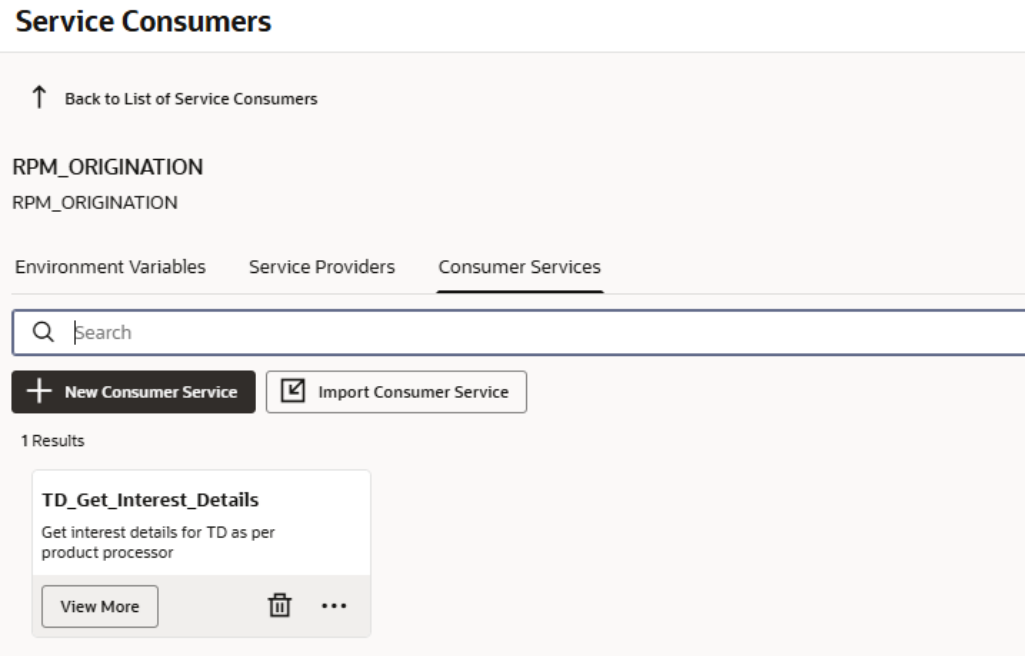 Service Consumers
Back to List of Service Consumers
RPM_ORIGINATION
RPM_ORIGINATION
Environment Variables Service Providers Consumer Services
Search
New Consumer Service Import Consumer Service
1 Results
TD_Get_Interest_Details
Get interest details for TD as per
product processor
View More